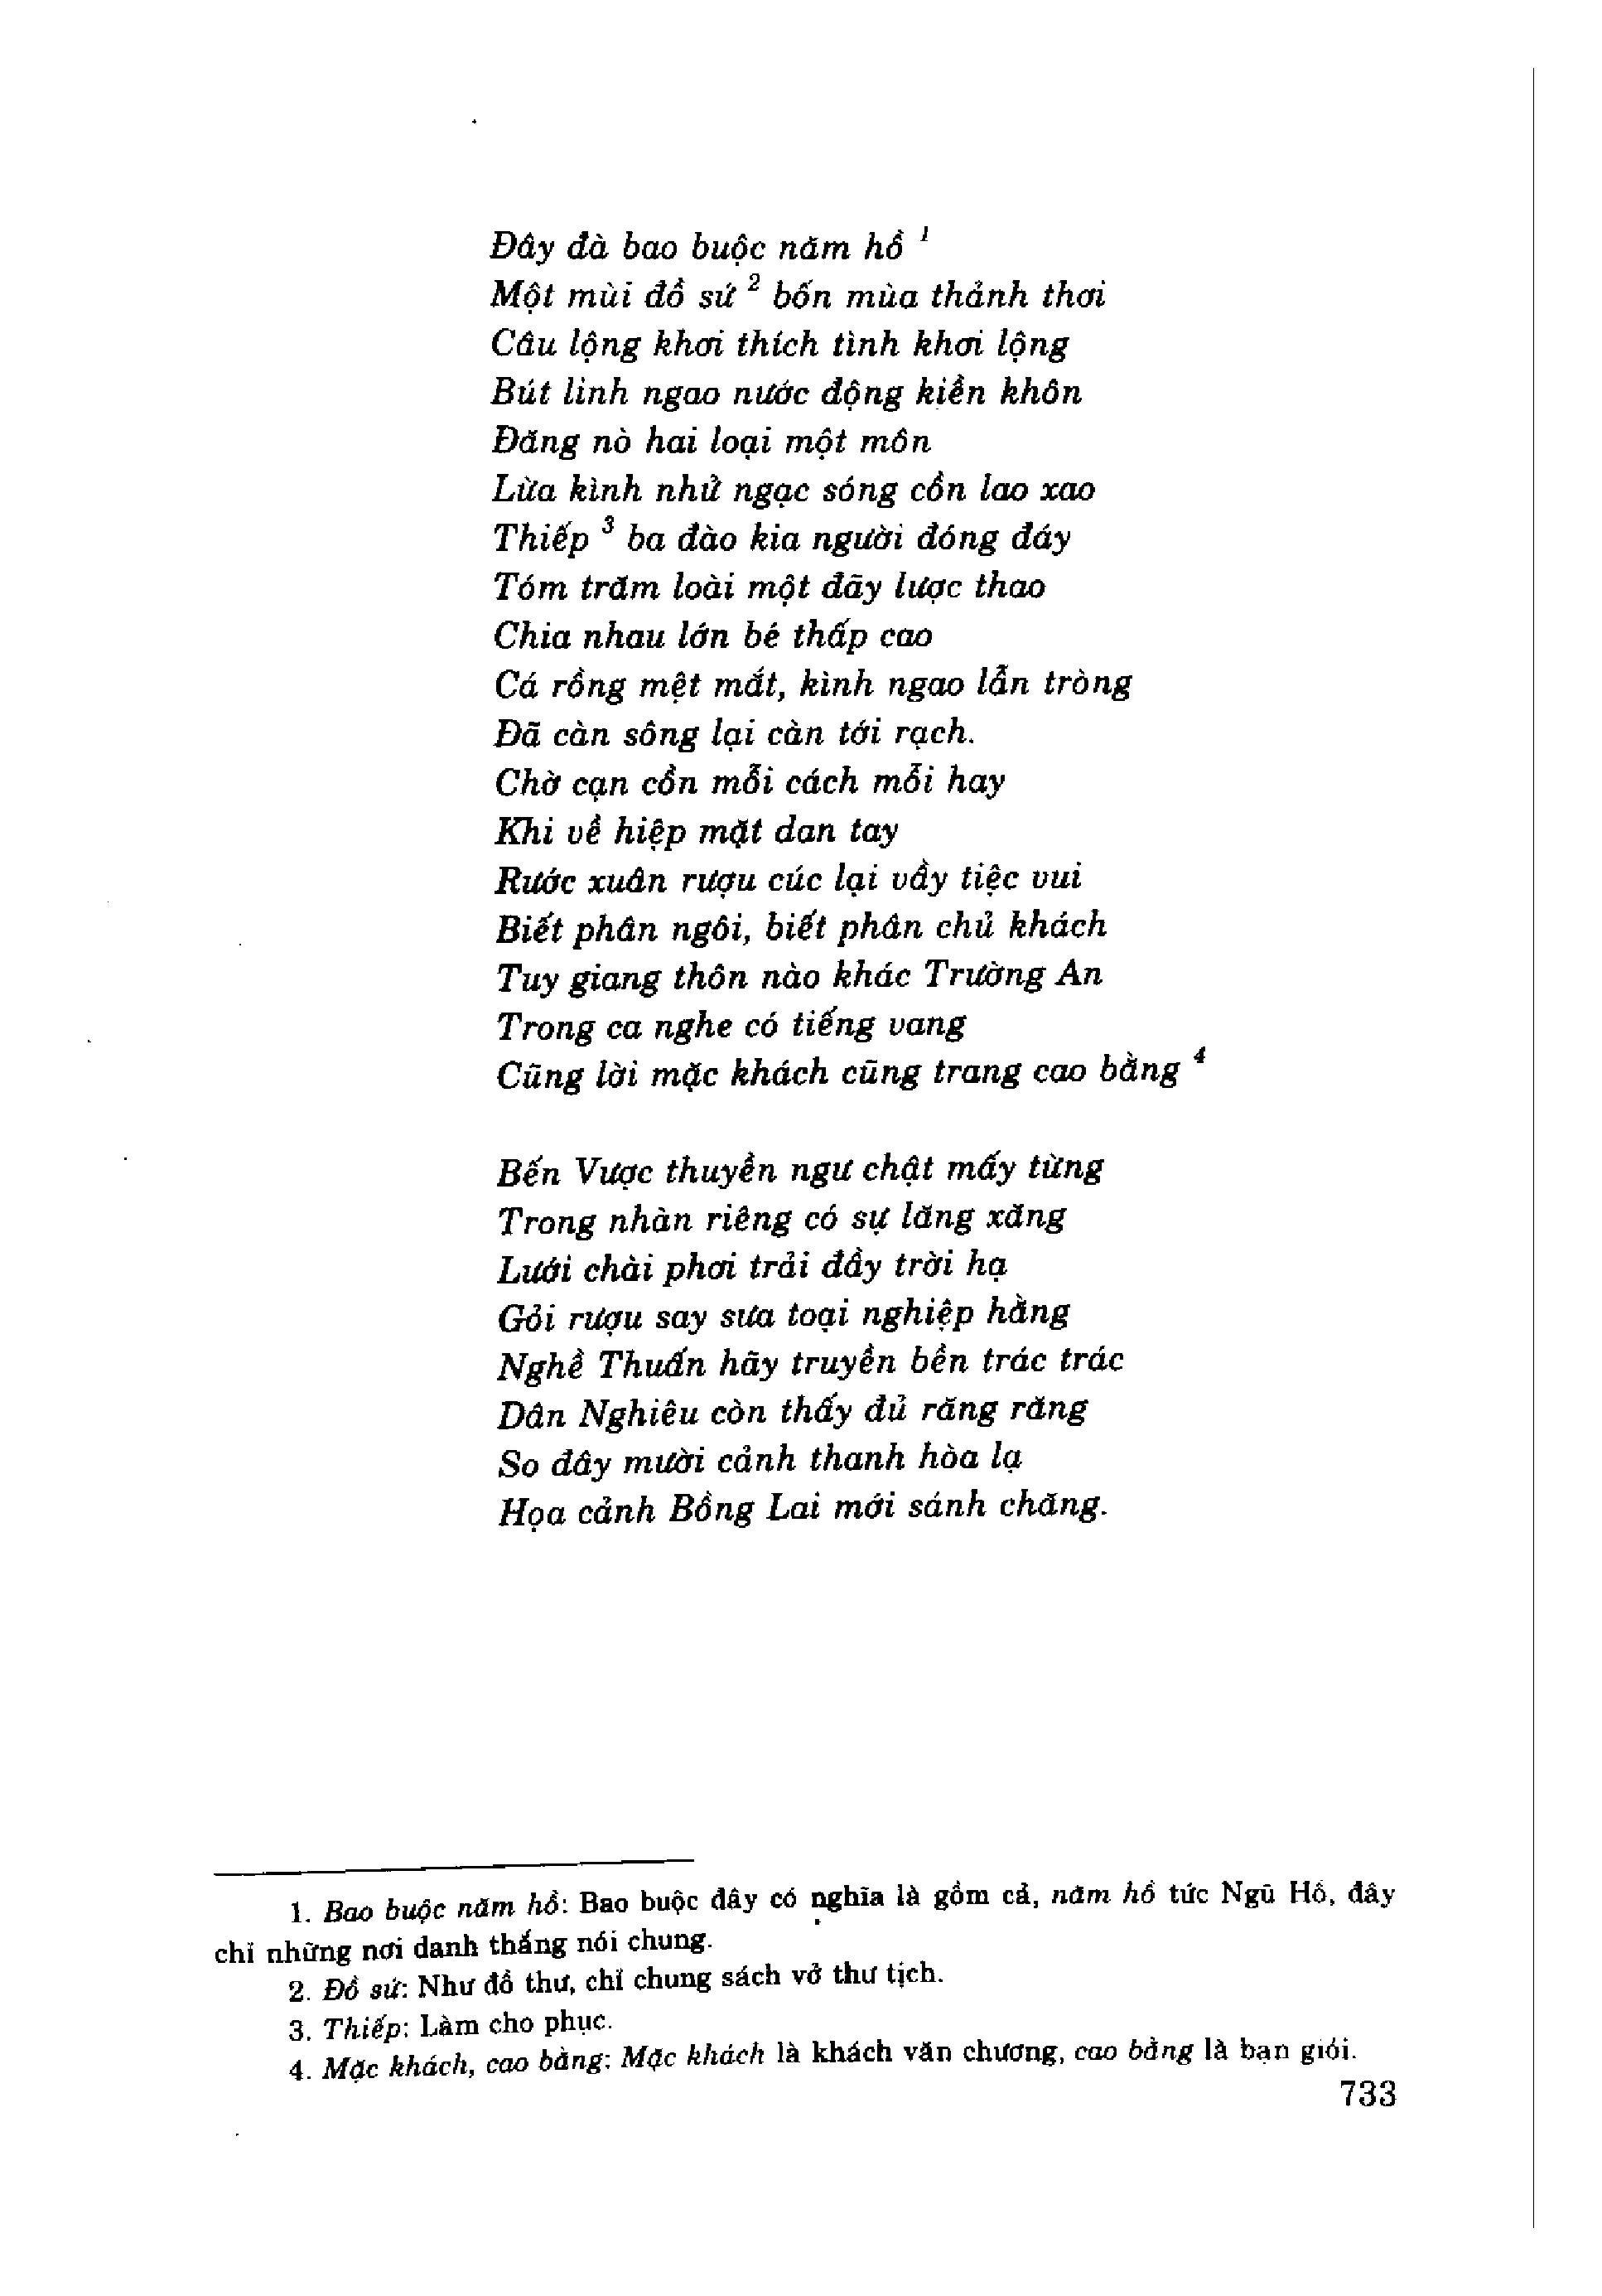 Đây đà bao buộc năm hồ ¹
Một mùi đồ sứ ² bốn mùa thảnh thơi
Câu lộng khơi thích tình khơi lộng
Bút linh ngao nước động kiền khôn
Đăng nò hai loại một môn
Lừa kình nhử ngạc sóng cồn lao xao
Thiếp ³ ba đào kia người đóng đáy
Tóm trăm loài một đãy lược thao
Chia nhau lớn bé thấp cao
Cá rồng mệt mắt, kình ngao lẫn tròng
Đã càn sông lại càn tới rạch.
Chờ cạn cồn mỗi cách mỗi hay
Khi về hiệp mặt dan tay
Rước xuân rượu cúc lại vầy tiệc vui
Biết phân ngôi, biết phân chủ khách
Tuy giang thôn nào khác Trường An
Trong ca nghe có tiếng vang
Cũng lời mặc khách cũng trang cao bằng ⁴
Bến Vược thuyền ngư chật mấy từng
Trong nhàn riêng có sự lăng xăng
Lưới chài phơi trải đầy trời hạ
Gỏi rượu say sưa toại nghiệp hằng
Nghề Thuấn hãy truyền bền trác trác
Dân Nghiêu còn thấy đủ răng răng
So đây mười cảnh thanh hòa lạ
Họa cảnh Bồng Lai mới sánh chăng.
1. Bao buộc năm hồ: Bao buộc đây có nghĩa là gồm cả, năm hồ tức Ngũ Hồ, đây
chỉ những nơi danh thắng nói chung.
2. Đồ sứ: Như đồ thư, chỉ chung sách vở thư tịch.
3. Thiếp: Làm cho phục.
4. Mặc khách, cao bằng: Mặc khách là khách văn chương, cao bằng là bạn giỏi.
733